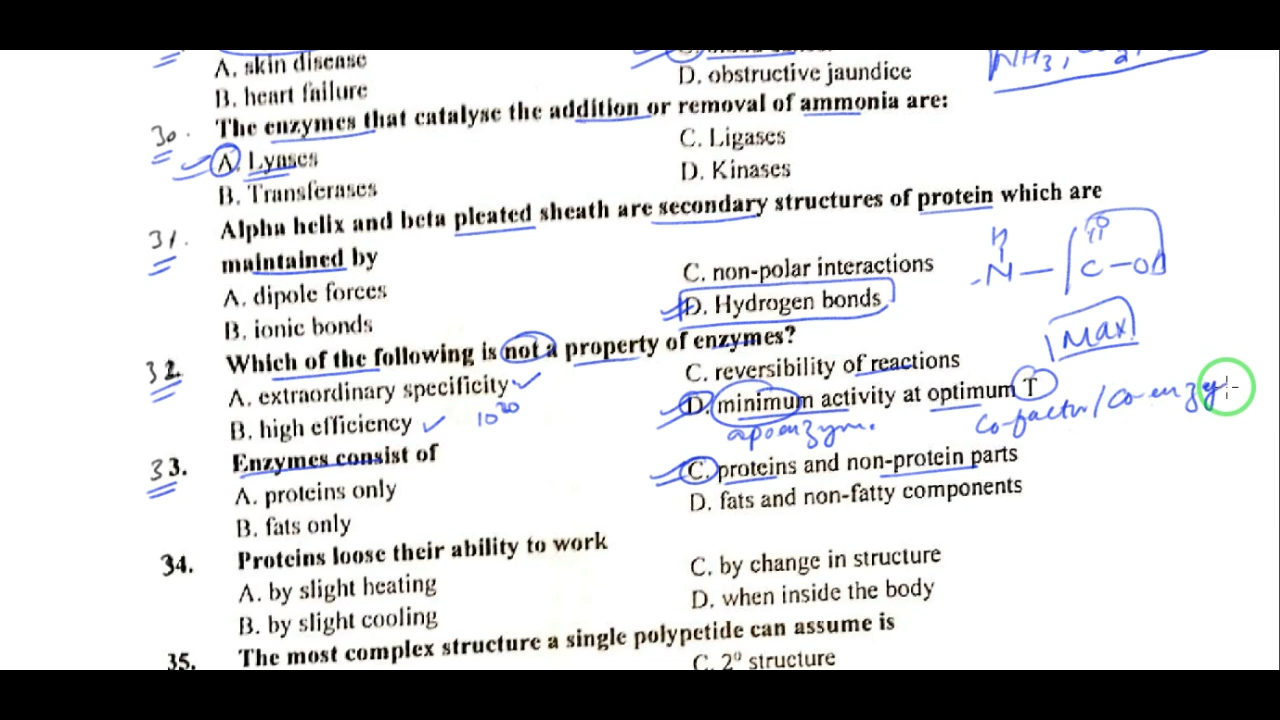 A. skin disease
D. obstructive jaundice
NH3,
B. heart failure
30. The enzymes that catalyse the addition or removal of ammonia are:
A. Lyases
C. Ligases
B. Transferases
D. Kinases
31. Alpha helix and beta pleated sheath are secondary structures of protein which are
maintained by
A. dipole forces
C. non-polar interactions
B. ionic bonds
D. Hydrogen bonds
H O
N — C — OH
Max
32. Which of the following is not a property of enzymes?
A. extraordinary specificity
C. reversibility of reactions
B. high efficiency 10^20
D. minimum activity at optimum T
apoenzym.
Co-factor/Co-enzy
33. Enzymes consist of
A. proteins only
C. proteins and non-protein parts
B. fats only
D. fats and non-fatty components
34. Proteins loose their ability to work
A. by slight heating
C. by change in structure
B. by slight cooling
D. when inside the body
35. The most complex structure a single polypetide can assume is
C. 2° structure